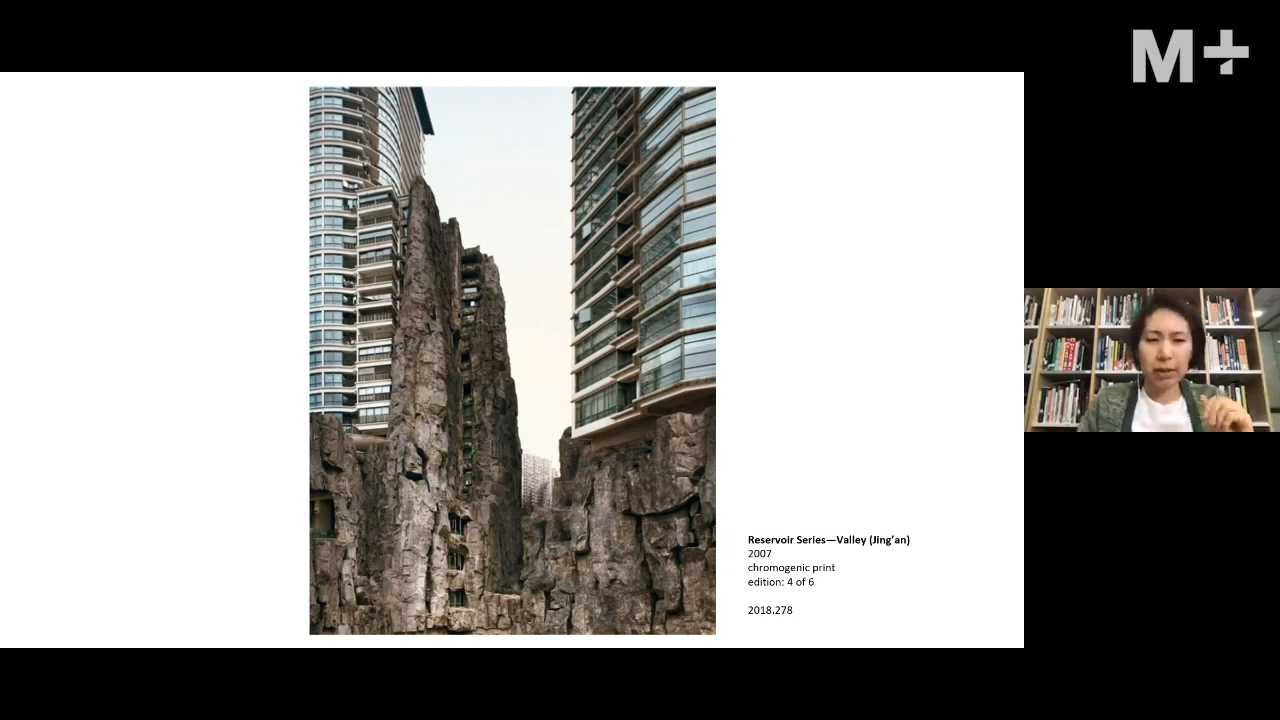 M+
Reservoir Series—Valley (Jing’an)
2007
chromogenic print
edition: 4 of 6
2018.278